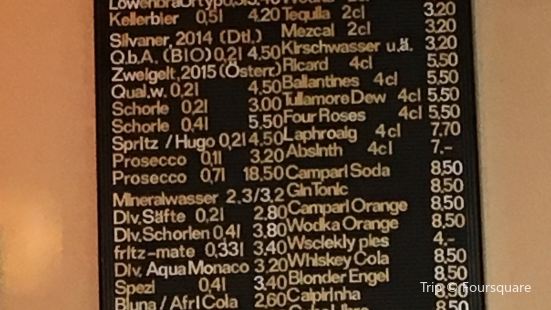 Kellerbier 0,5l 4.20
Silvaner, 2014 (Dtl.)
Q.b.A. (BIO) 0,2l 4,50
Zweigelt, 2015 (Österr)
Qual.w. 0,2l 4.50
Schorle 0,2l 3.00
Schorle 0,4l 5.50
Spritz / Hugo 0,2l 4.50
Prosecco 0,1l 3.20
Prosecco 0,7l 18.50
Mineralwasser 2,3/3,2
Div. Säfte 0,2l 2,80
Div. Schorlen 0,4l 3,80
fritz-mate 0,33l 3,40
Div. Aqua Monaco 3.20
Spezi 0,4l 3,40
Bluna / Afri Cola 2,60
Tequila 2cl 3.20
Mezcal 2cl 3,20
Kirschwasser u.ä. 3,20
Ricard 4cl 5,50
Ballantines 4cl 5,50
Tullamore Dew 4cl 5,50
Four Roses 4cl 5,50
Laphroaig 4cl 7,70
Absinth 4cl 7.–
Campari Soda 8,50
Gin Tonic 8,50
Campari Orange 8,50
Wodka Orange 8,50
Wsciekly pies 4,–
Whiskey Cola 8,50
Blonder Engel 8,50
Caipirinha 8,50
Trip © Foursquare